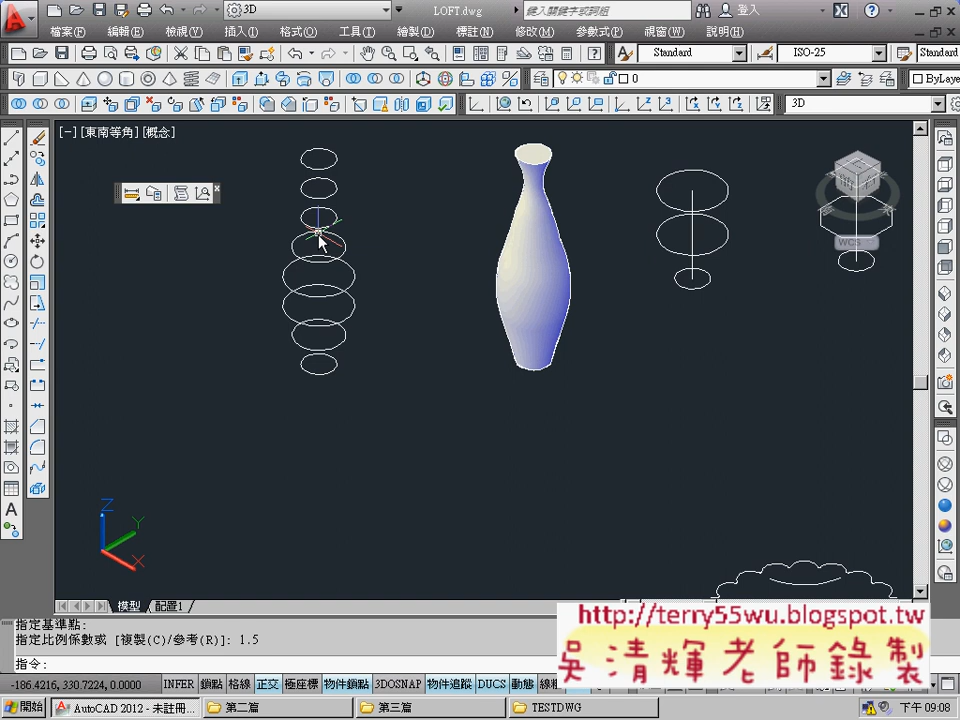 3D
LOFT.dwg
鍵入關鍵字或詞組
登入
檔案(F) 編輯(E) 檢視(V) 插入(I) 格式(O) 工具(T) 繪製(D) 標註(N) 修改(M) 參數式(P) 視窗(W) 說明(H)
Standard ISO-25 Standard
0 ByLaye
3D
[-][東南等角][概念]
WCS
Z
Y
X
模型 配置1
指定基準點:
指定比例係數或 [複製(C)/參考(R)]: 1.5
指令:
http://terry55wu.blogspot.tw
吳清輝老師錄製
-186.4216, 330.7224, 0.0000 INFER 鎖點 格線 正交 極座標 物件鎖點 3DOSNAP 物件追蹤 DUCS 動態
開始 AutoCAD 2012 - 未註冊... 第二篇 第三篇 TESTDWG 下午 09:08